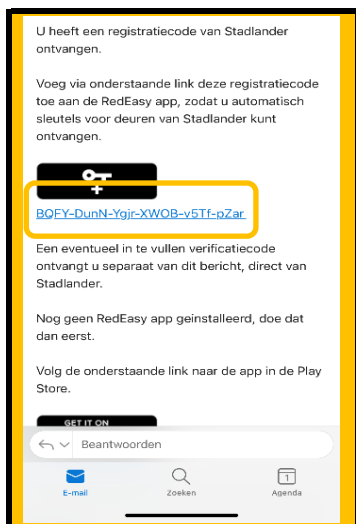 U heeft een registratiecode van Stadlander
ontvangen.
Voeg via onderstaande link deze registratiecode
toe aan de RedEasy app, zodat u automatisch
sleutels voor deuren van Stadlander kunt
ontvangen.
BQFY-DunN-Ygjr-XWOB-v5Tf-pZar
Een eventueel in te vullen verificatiecode
ontvangt u separaat van dit bericht, direct van
Stadlander.
Nog geen RedEasy app geinstalleerd, doe dat
dan eerst.
Volg de onderstaande link naar de app in de Play
Store.
GET IT ON
Beantwoorden
E-mail
Zoeken
1
Agenda